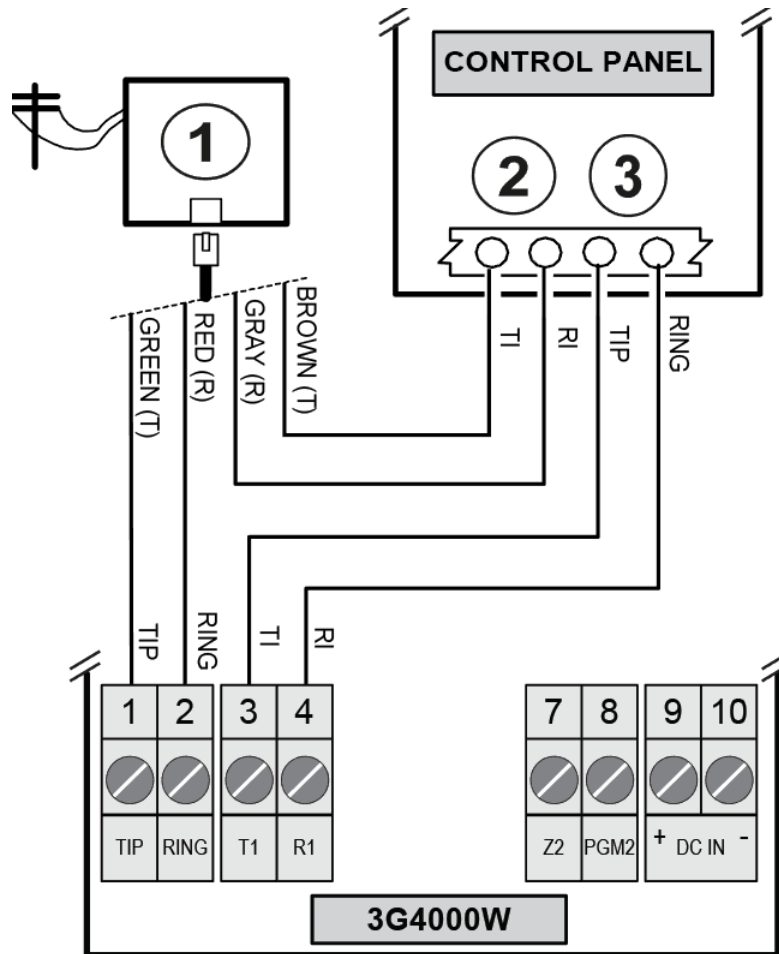 CONTROL PANEL
1
2 3
GREEN (T)
RED (R)
GRAY (R)
BROWN (T)
TI
RI
TIP
RING
TIP
RING
TI
RI
1 2 3 4 7 8 9 10
TIP RING T1 R1 Z2 PGM2 + DC IN -
3G4000W